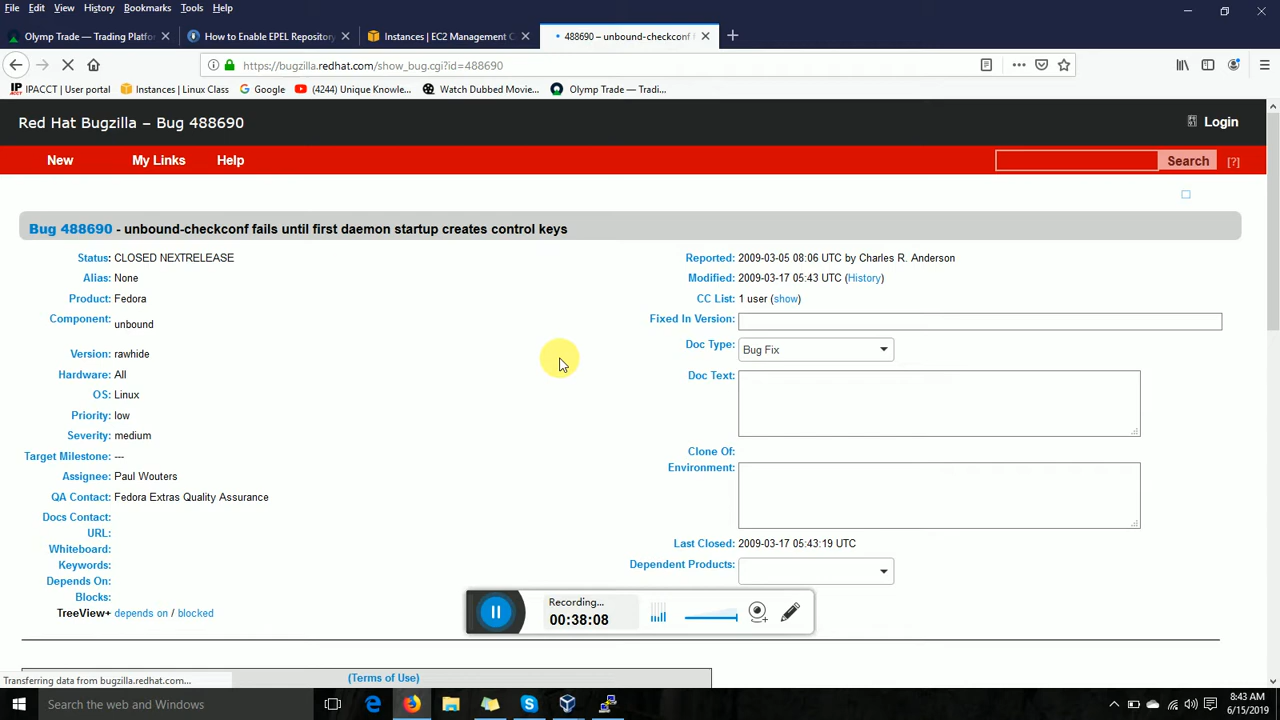 File Edit View History Bookmarks Tools Help
Olymp Trade — Trading Platfo
How to Enable EPEL Repository
Instances | EC2 Management C
488690 – unbound-checkconf f
https://bugzilla.redhat.com/show_bug.cgi?id=488690
IPACCT | User portal
Instances | Linux Class
Google
(4244) Unique Knowle...
Watch Dubbed Movie...
Olymp Trade — Tradi...
Red Hat Bugzilla – Bug 488690
Login
New My Links Help
Search [?]
Bug 488690 - unbound-checkconf fails until first daemon startup creates control keys
Status: CLOSED NEXTRELEASE
Alias: None
Product: Fedora
Component: unbound
Version: rawhide
Hardware: All
OS: Linux
Priority: low
Severity: medium
Target Milestone: ---
Assignee: Paul Wouters
QA Contact: Fedora Extras Quality Assurance
Docs Contact:
URL:
Whiteboard:
Keywords:
Depends On:
Blocks:
TreeView+ depends on / blocked
Reported: 2009-03-05 08:06 UTC by Charles R. Anderson
Modified: 2009-03-17 05:43 UTC (History)
CC List: 1 user (show)
Fixed In Version:
Doc Type: Bug Fix
Doc Text:
Clone Of:
Environment:
Last Closed: 2009-03-17 05:43:19 UTC
Dependent Products:
Recording...
00:38:08
(Terms of Use)
Transferring data from bugzilla.redhat.com...
Search the web and Windows
8:43 AM
6/15/2019